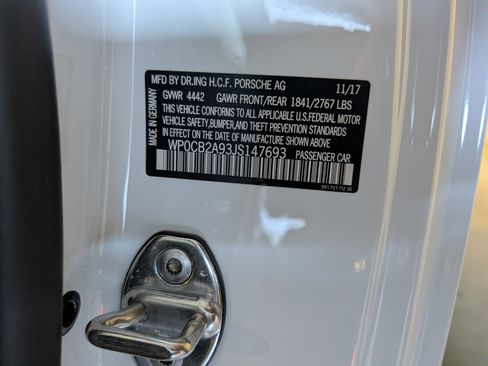 MFD BY DR.ING H.C.F. PORSCHE AG 11/17
GVWR 4442 GAWR FRONT/REAR 1841/2767 LBS
THIS VEHICLE CONFORMS TO ALL APPLICABLE U.S.FEDERAL MOTOR
VEHICLE SAFETY,BUMPER,AND THEFT PREVENTION STANDARDS
IN EFFECT ON THE DATE OF MANUFACTURE SHOWN ABOVE
WP0CB2A93JS147693 PASSENGER CAR
MADE IN GERMANY